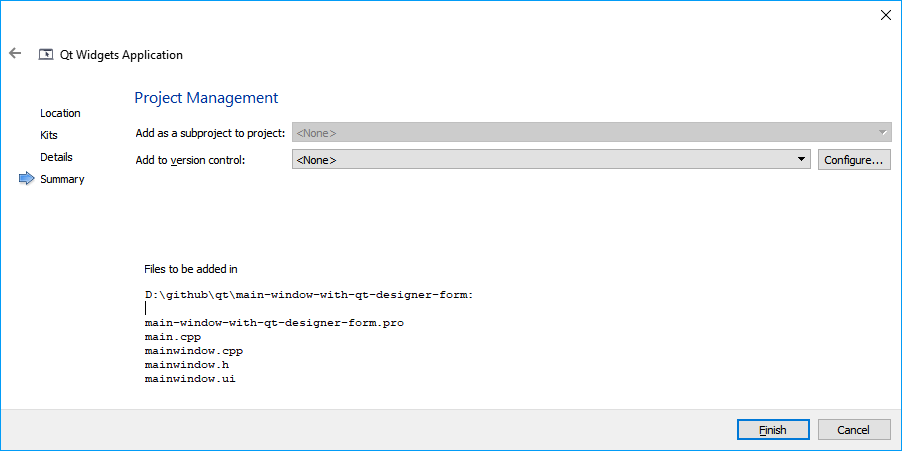 Qt Widgets Application
Project Management
Location
Kits
Details
Summary
Add as a subproject to project: <None>
Add to version control: <None> Configure...
Files to be added in
D:\github\qt\main-window-with-qt-designer-form:
main-window-with-qt-designer-form.pro
main.cpp
mainwindow.cpp
mainwindow.h
mainwindow.ui
Finish Cancel